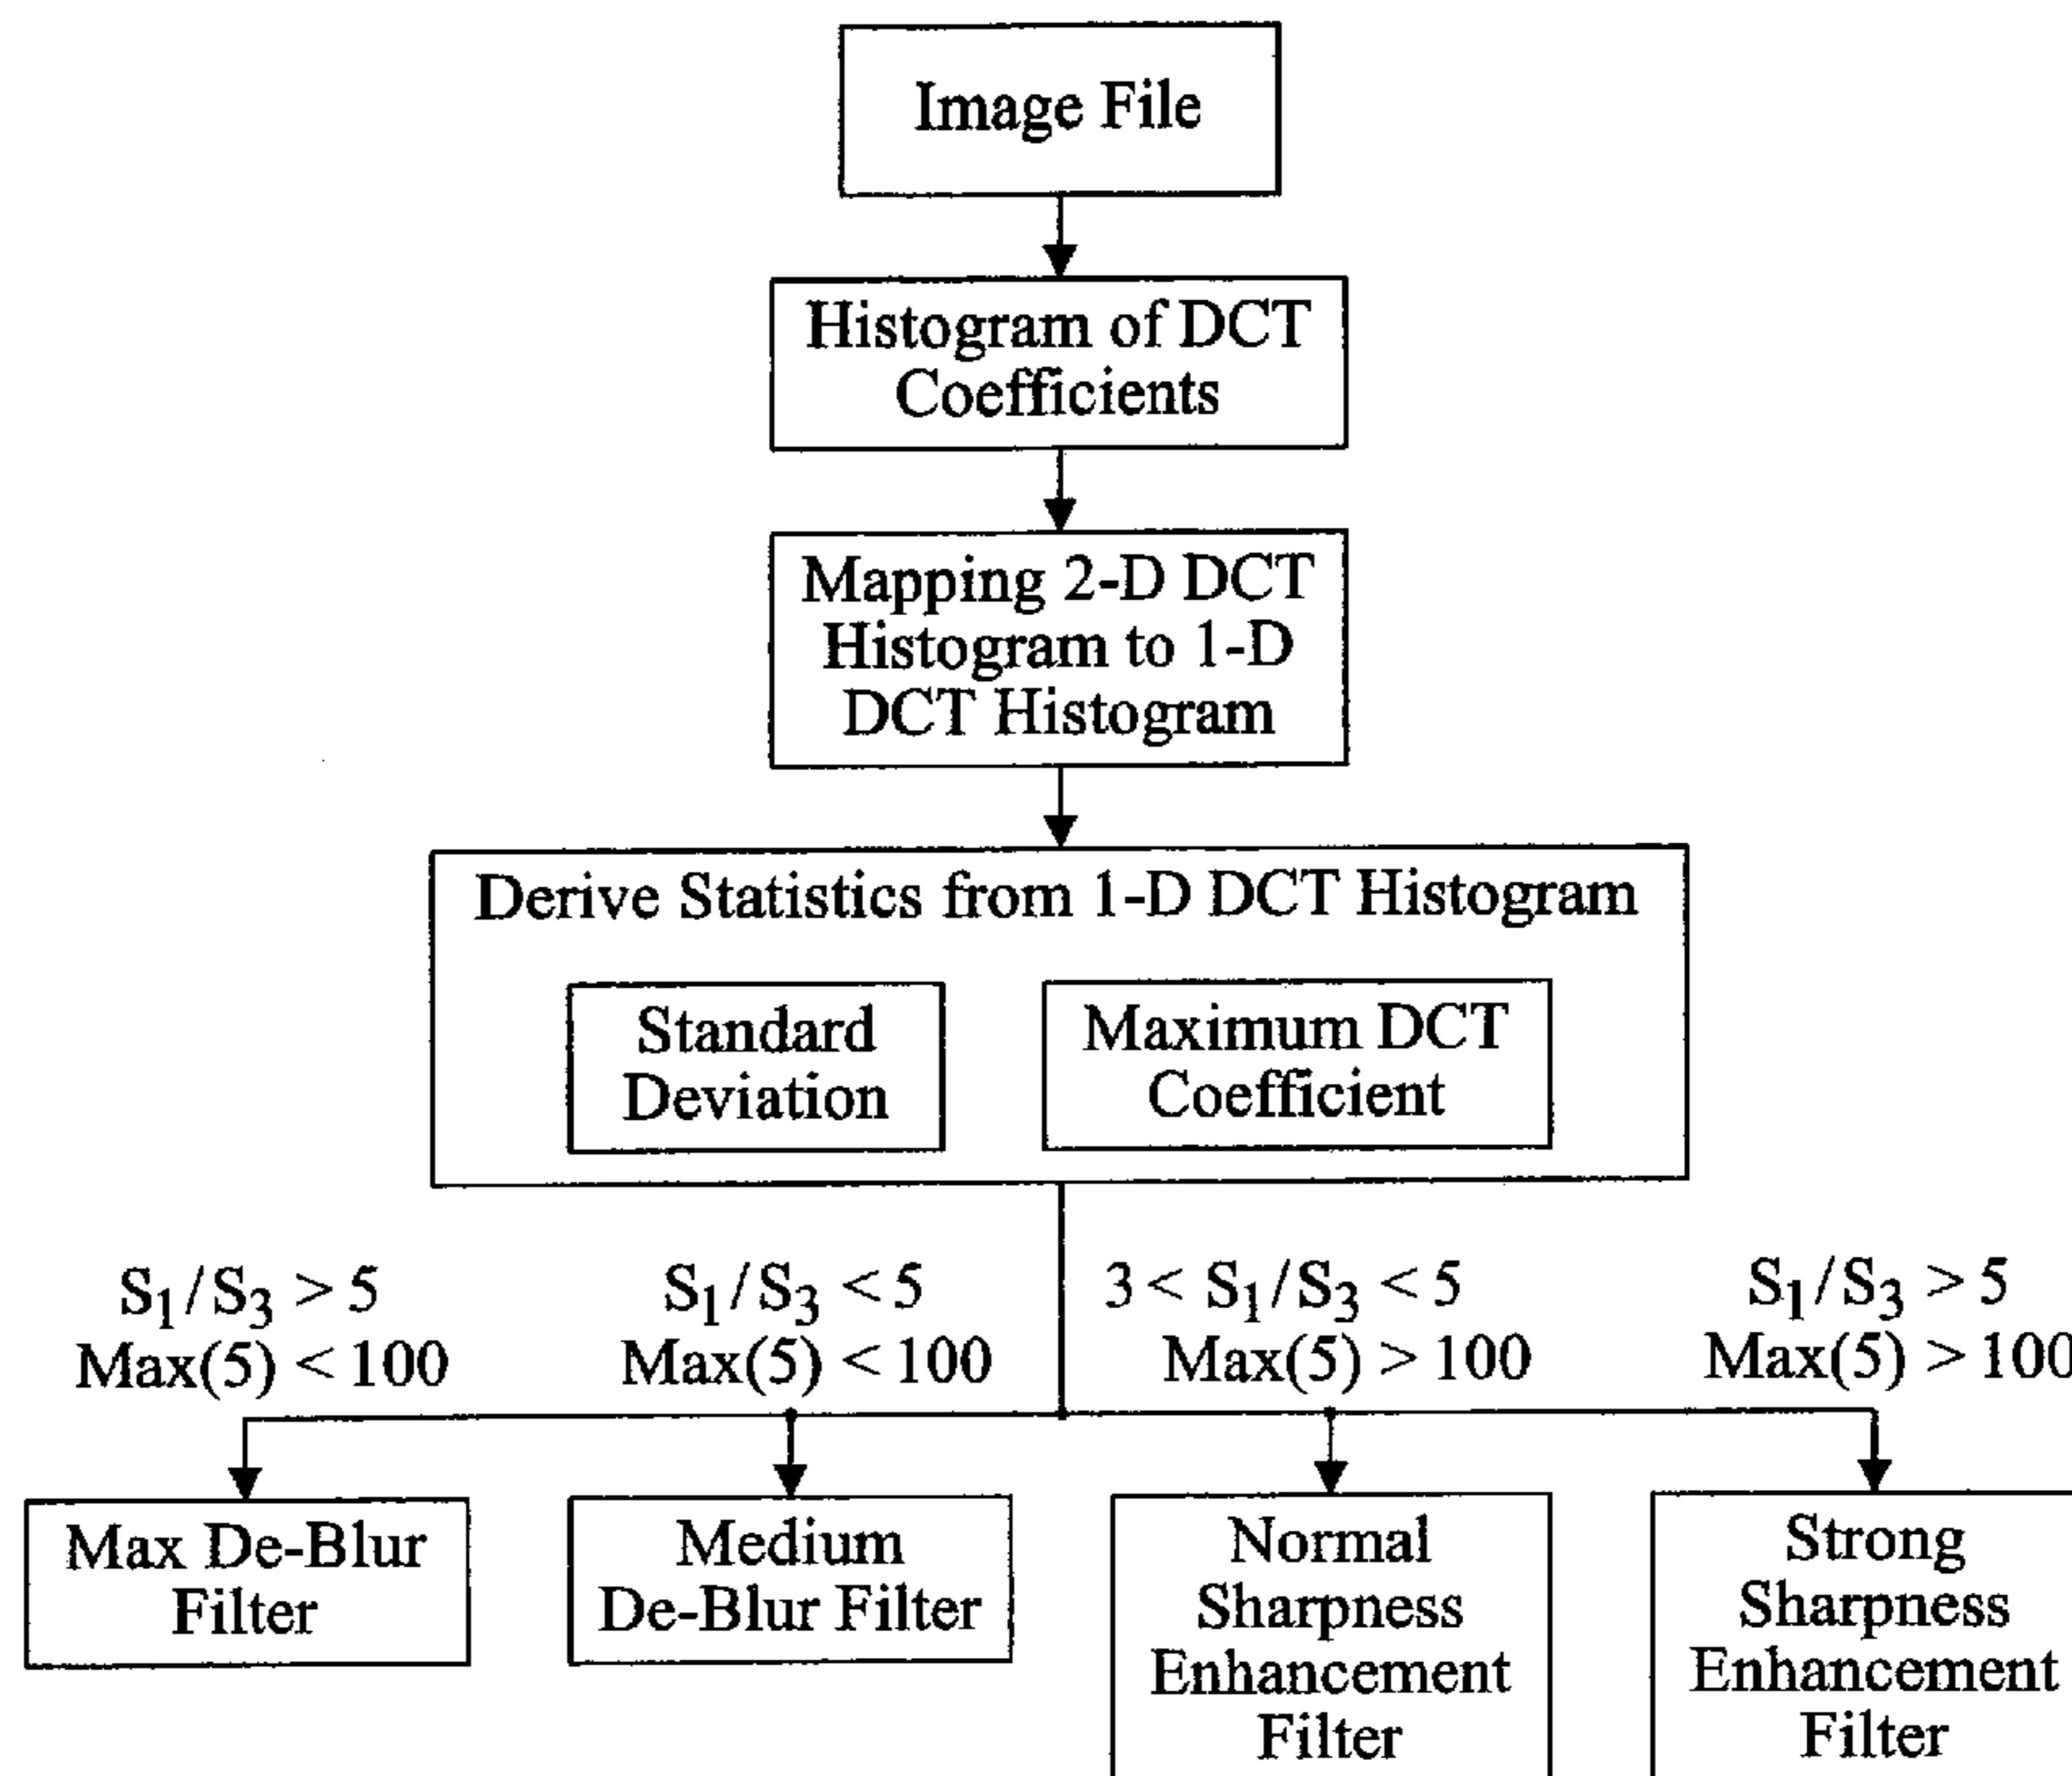 Image File
Histogram of DCT
Coefficients
Mapping 2-D DCT
Histogram to 1-D
DCT Histogram
Derive Statistics from 1-D DCT Histogram
Standard
Deviation
Maximum DCT
Coefficient
S₁/S₃ > 5
Max(5) < 100
S₁/S₃ < 5
Max(5) < 100
3 < S₁/S₃ < 5
Max(5) > 100
S₁/S₃ > 5
Max(5) > 100
Max De-Blur
Filter
Medium
De-Blur Filter
Normal
Sharpness
Enhancement
Filter
Strong
Sharpness
Enhancement
Filter